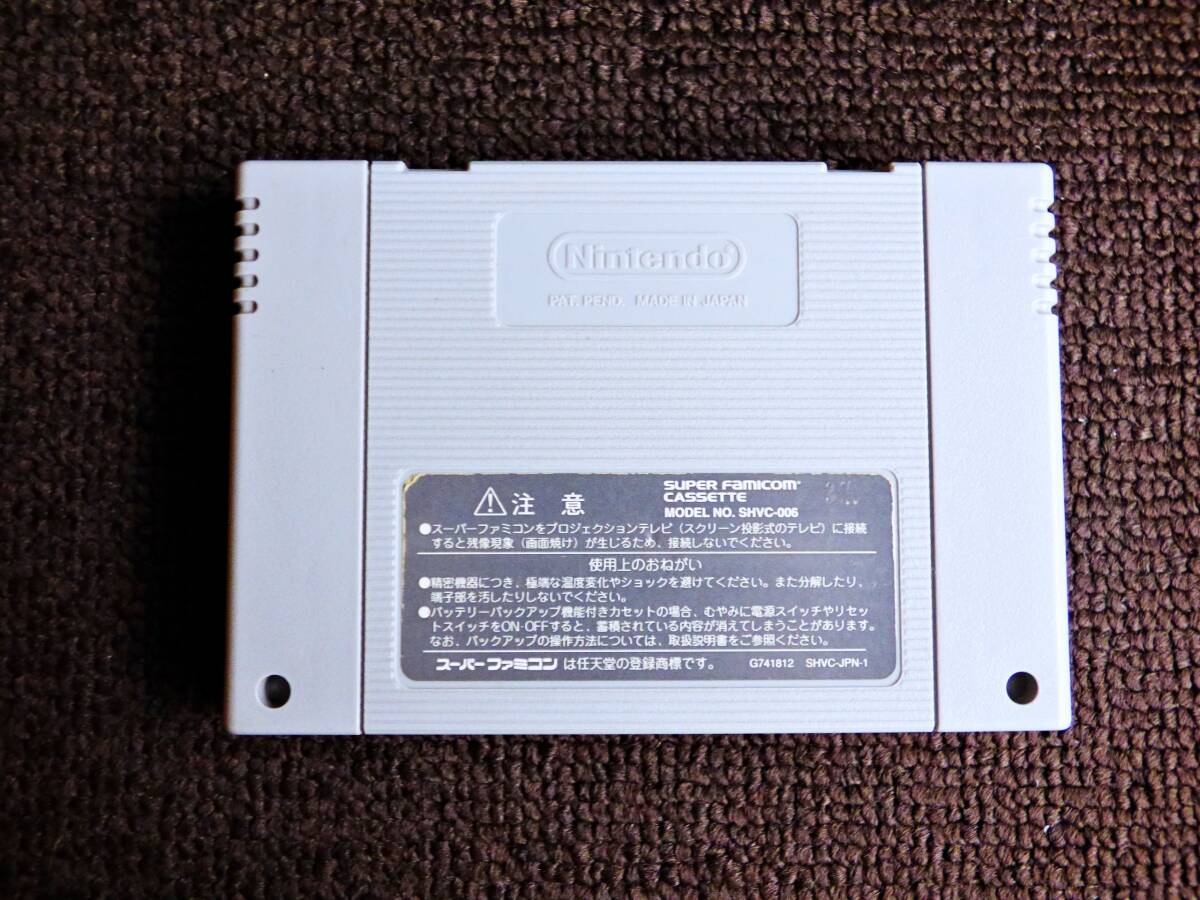 Nintendo
PAT. PEND. MADE IN JAPAN
注意
SUPER FAMICOM
CASSETTE
MODEL NO. SHVC-006
●スーパーファミコンをプロジェクションテレビ（スクリーン投影式のテレビ）に接続
すると残像現象（画面焼け）が生じるため、接続しないでください。
使用上のおねがい
●精密機器につき、極端な温度変化やショックを避けてください。また分解したり、
端子部を汚したりしないでください。
●バッテリーバックアップ機能付きカセットの場合、むやみに電源スイッチやリセッ
トスイッチをON・OFFすると、蓄積されている内容が消えてしまうことがあります。
なお、バックアップの操作方法については、取扱説明書をご参照ください。
スーパーファミコンは任天堂の登録商標です。 G741812 SHVC-JPN-1